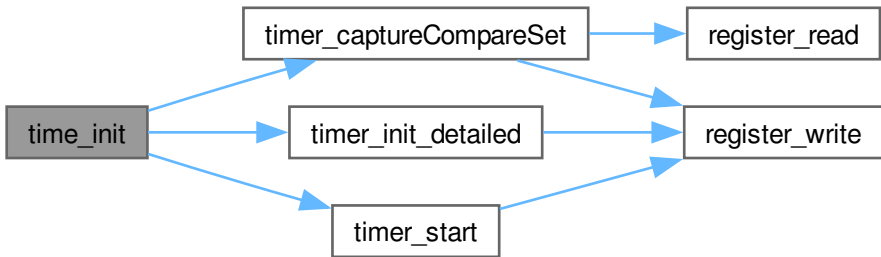 timer_captureCompareSet
register_read
time_init
timer_init_detailed
register_write
timer_start